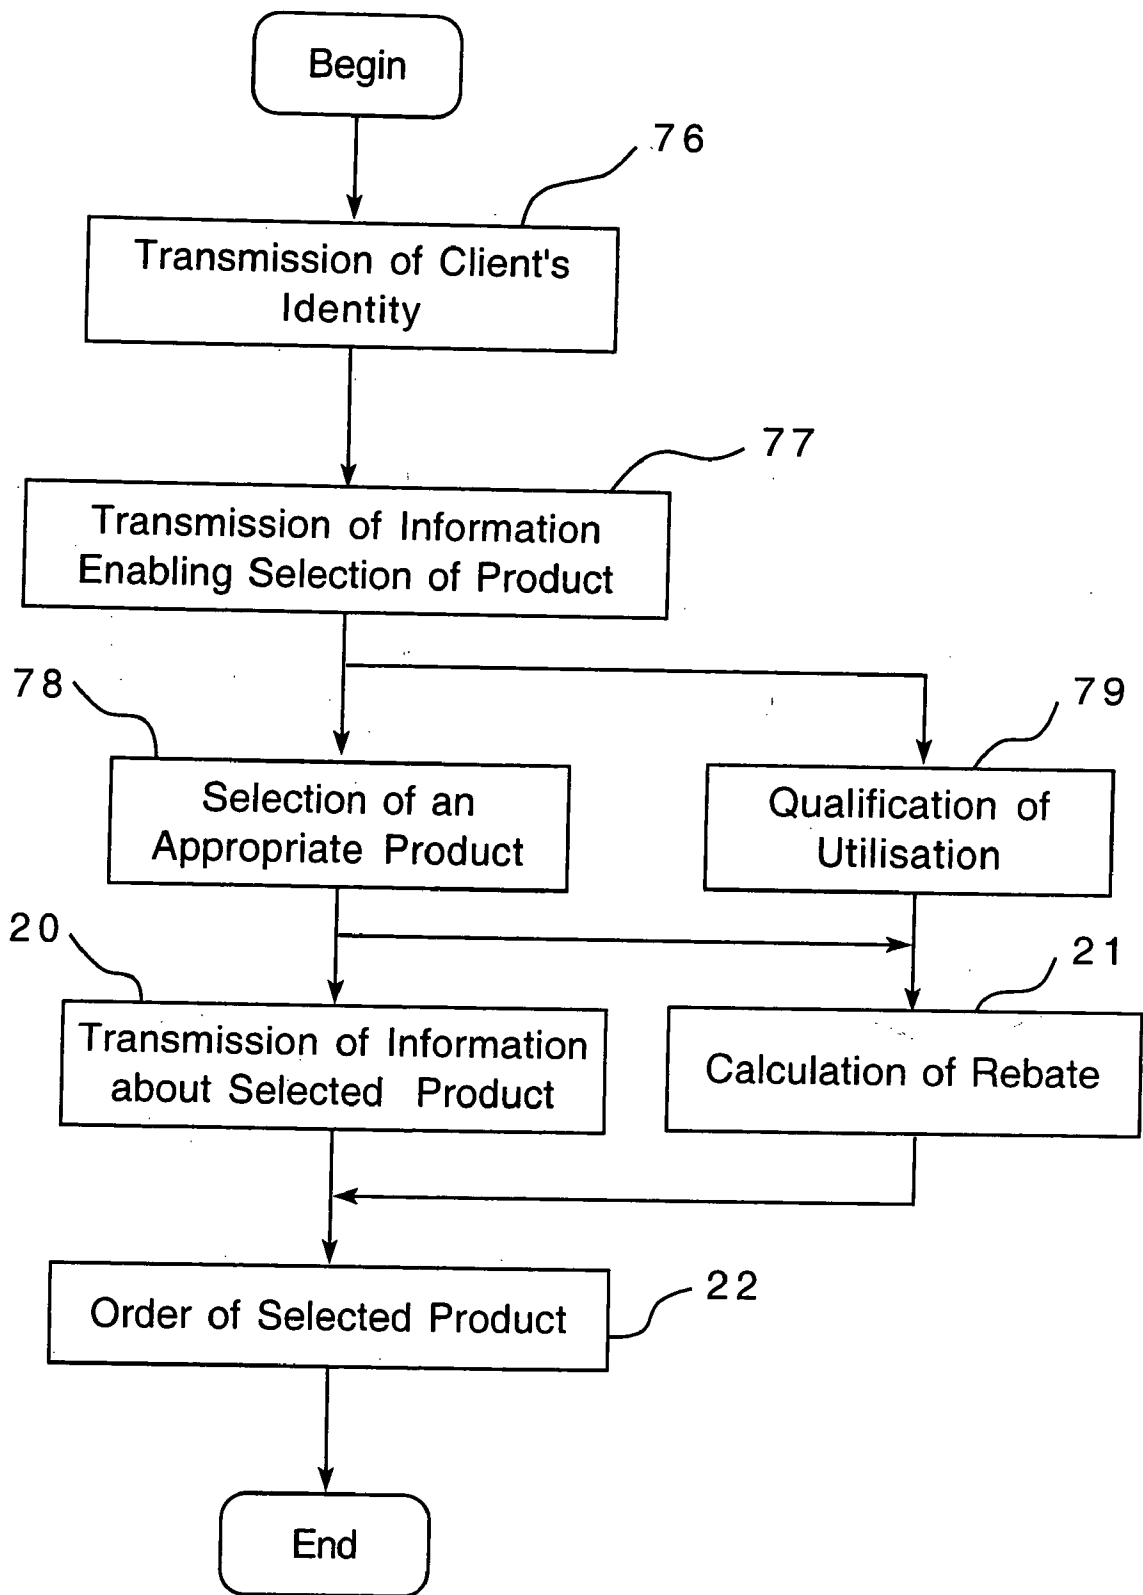 Begin
76
Transmission of Client's
Identity
77
Transmission of Information
Enabling Selection of Product
78
79
Selection of an
Appropriate Product
Qualification of
Utilisation
20
21
Transmission of Information
about Selected Product
Calculation of Rebate
22
Order of Selected Product
End